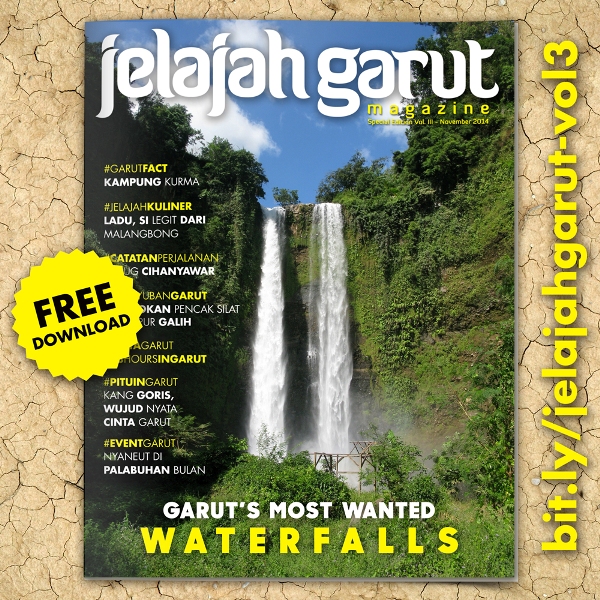 jelajah garut
magazine
Special Edition Vol. III - November 2014
#GARUTFACT
KAMPUNG KURMA
#JELAJAHKULINER
LADU, SI LEGIT DARI
MALANGBONG
CATATANPERJALANAN
CIHANYAWAR
GARUT
PENCAK SILAT
GALIH
GARUT
HOURSINGARUT
#PITUINGARUT
KANG GORIS,
WUJUD NYATA
CINTA GARUT
#EVENTGARUT
NYANEUT DI
PALABUHAN BULAN
FREE
DOWNLOAD
GARUT'S MOST WANTED
WATERFALLS
bit.ly/jelajahgarut-vol3